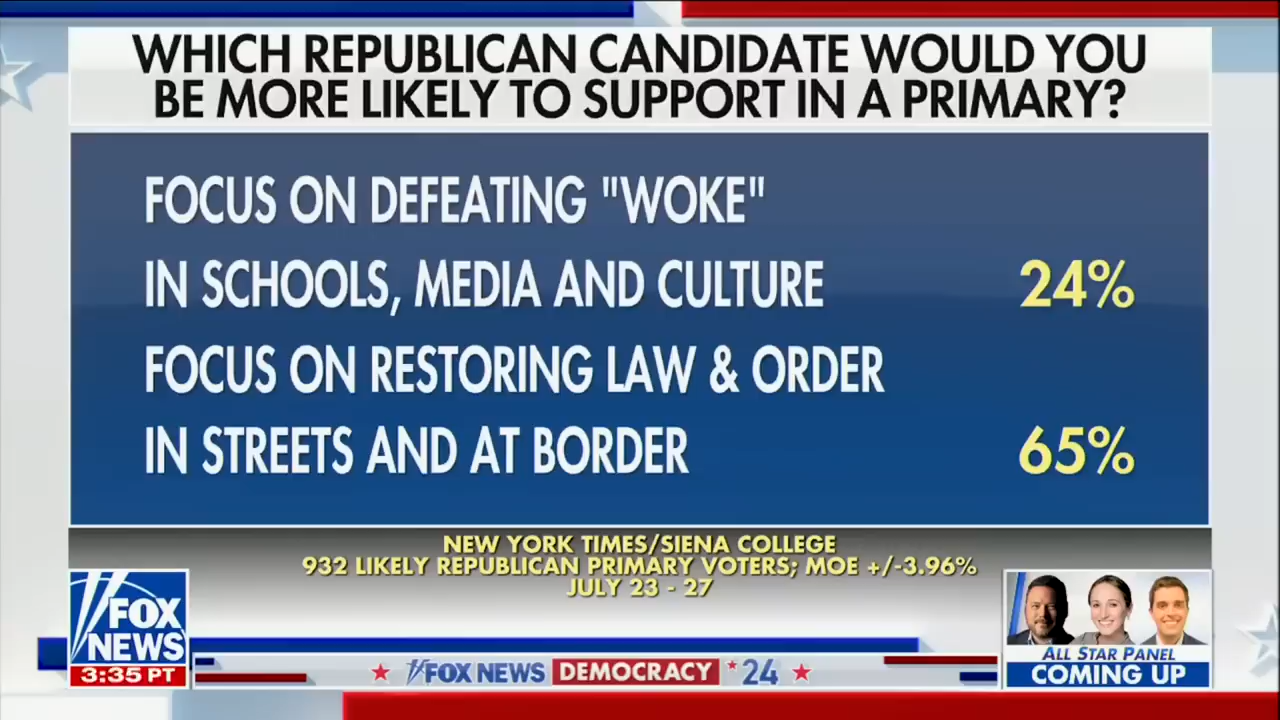 WHICH REPUBLICAN CANDIDATE WOULD YOU
BE MORE LIKELY TO SUPPORT IN A PRIMARY?
FOCUS ON DEFEATING "WOKE"
IN SCHOOLS, MEDIA AND CULTURE 24%
FOCUS ON RESTORING LAW & ORDER
IN STREETS AND AT BORDER 65%
NEW YORK TIMES/SIENA COLLEGE
932 LIKELY REPUBLICAN PRIMARY VOTERS; MOE +/-3.96%
JULY 23 - 27
FOX
NEWS
3:35 PT
FOX NEWS DEMOCRACY '24
ALL STAR PANEL
COMING UP